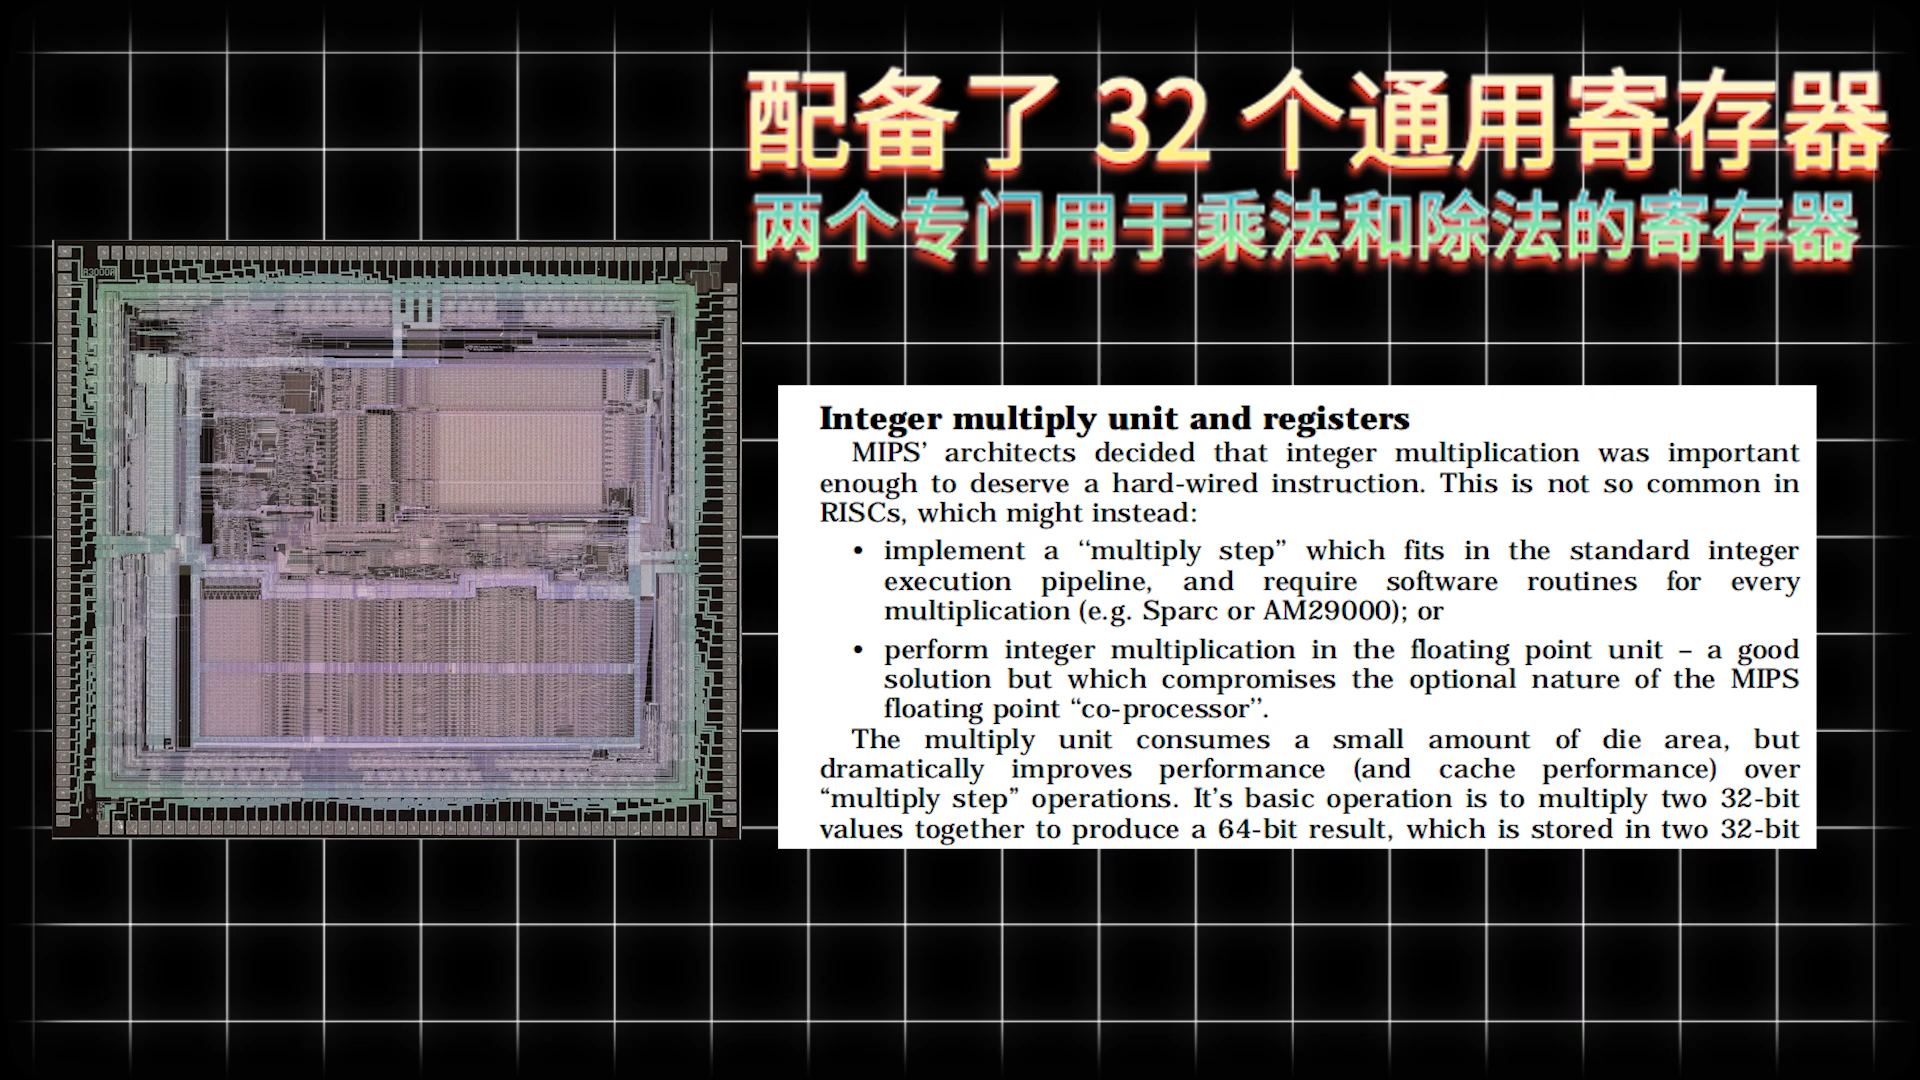 配备了 32 个通用寄存器
两个专门用于乘法和除法的寄存器
Integer multiply unit and registers
MIPS’ architects decided that integer multiplication was important
enough to deserve a hard-wired instruction. This is not so common in
RISCs, which might instead:
• implement a “multiply step” which fits in the standard integer
execution pipeline, and require software routines for every
multiplication (e.g. Sparc or AM29000); or
• perform integer multiplication in the floating point unit – a good
solution but which compromises the optional nature of the MIPS
floating point “co-processor”.
The multiply unit consumes a small amount of die area, but
dramatically improves performance (and cache performance) over
“multiply step” operations. It’s basic operation is to multiply two 32-bit
values together to produce a 64-bit result, which is stored in two 32-bit